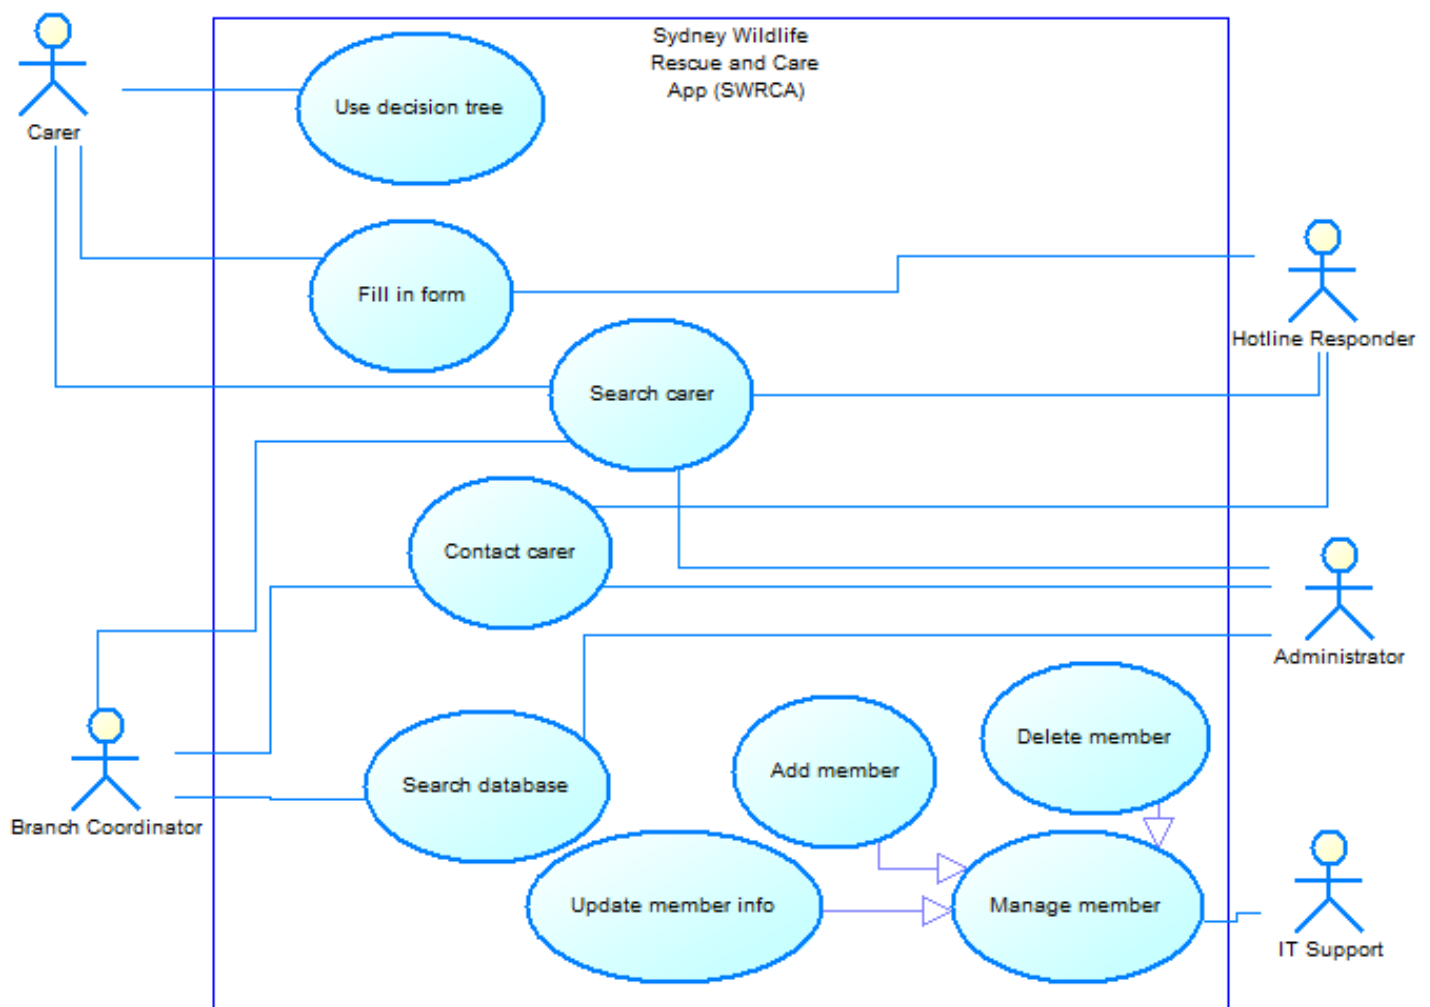 Sydney Wildlife
Rescue and Care
App (SWRCA)
Carer
Use decision tree
Fill in form
Hotline Responder
Search carer
Contact carer
Administrator
Delete member
Add member
Search database
Branch Coordinator
Update member info
Manage member
IT Support